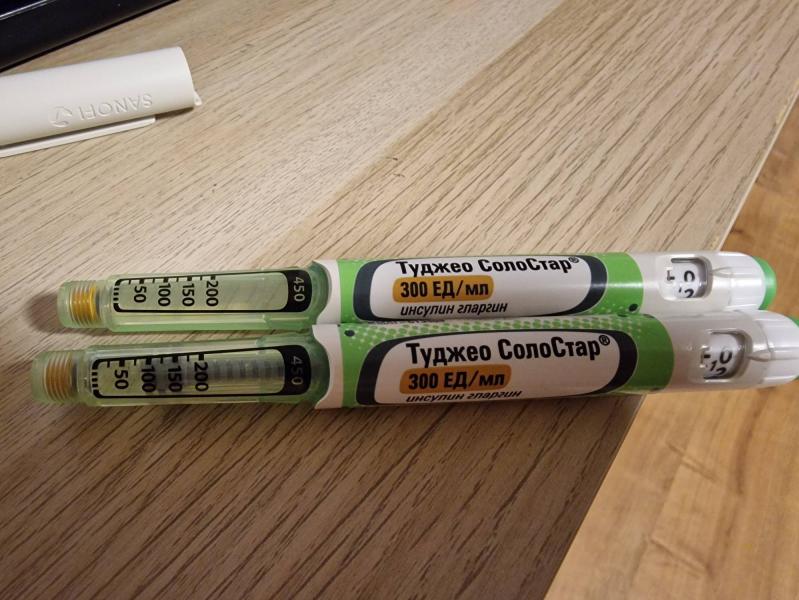 SANOFI
50 100 150 200 450
Туджео СолоСтар®
300 ЕД/мл
инсулин гларгин
50 100 150 200 450
Туджео СолоСтар®
300 ЕД/мл
инсулин гларгин